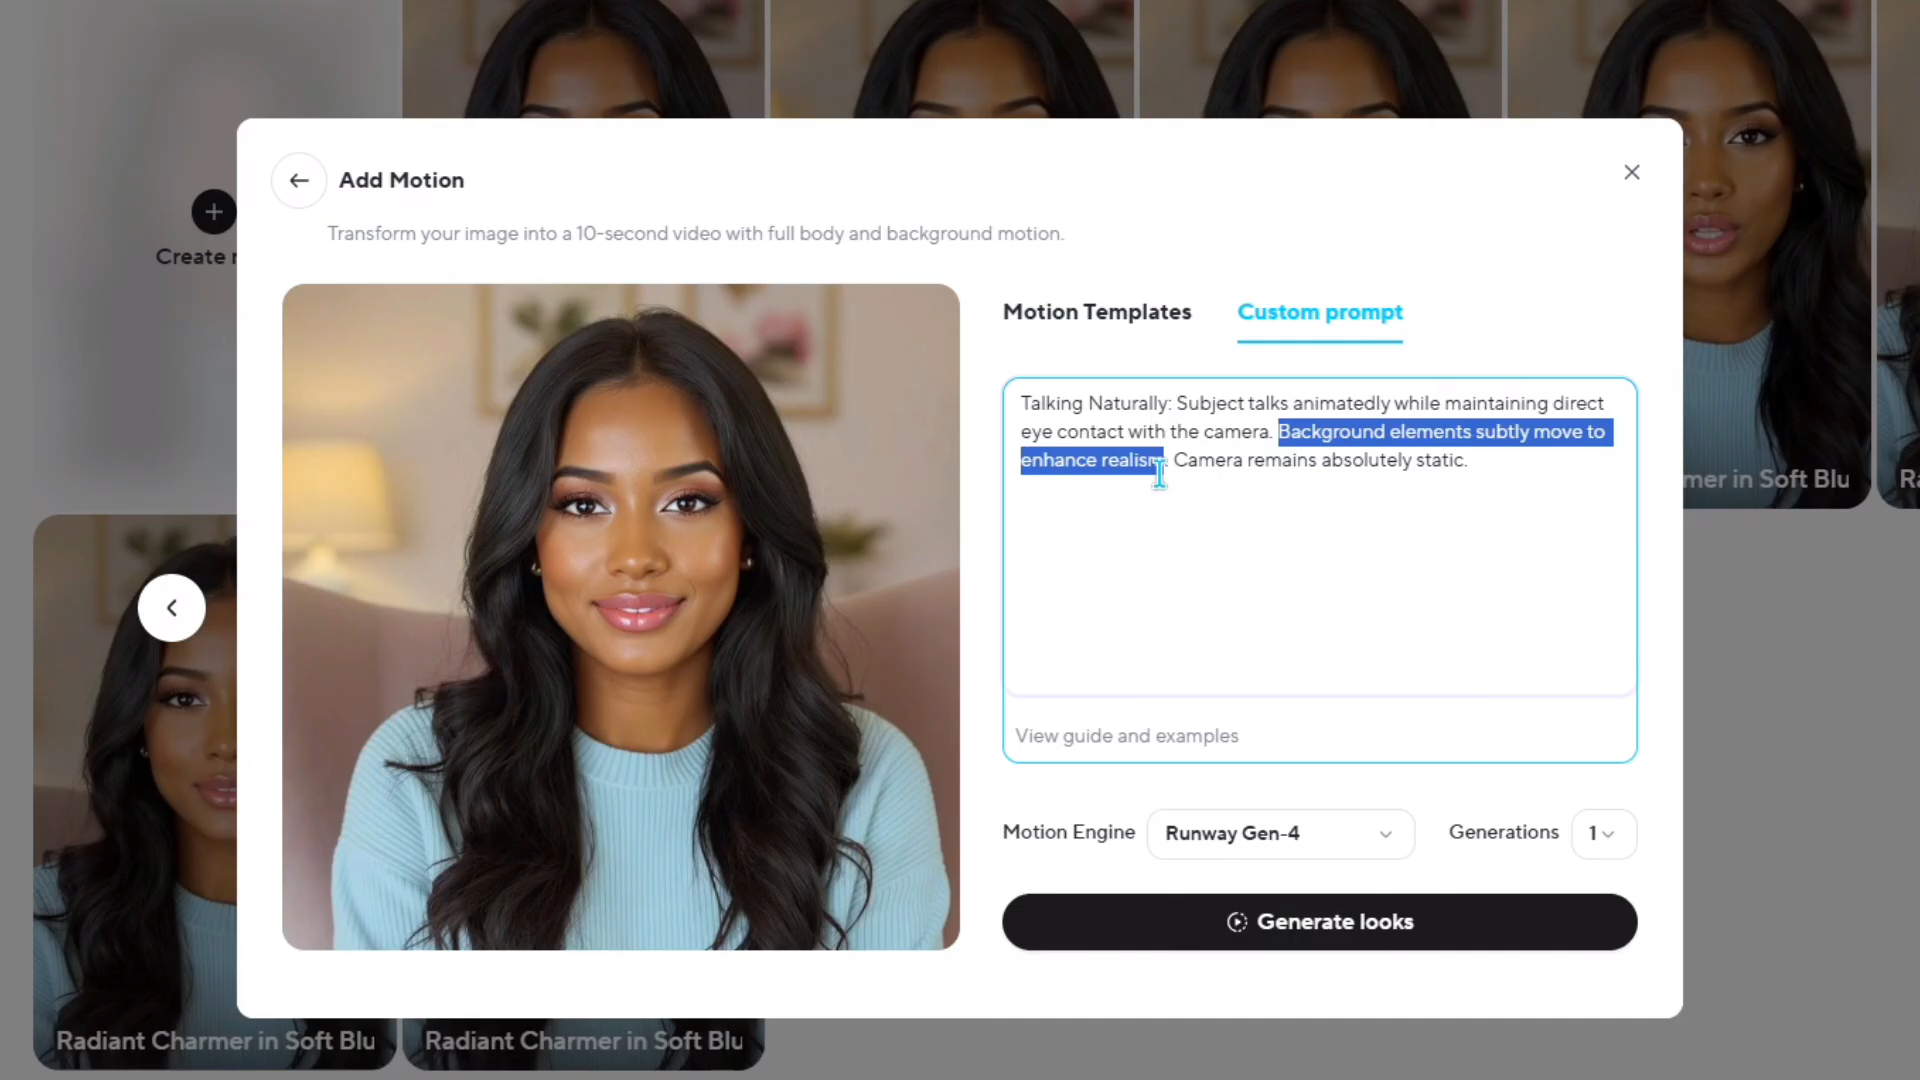 Add Motion
Transform your image into a 10-second video with full body and background motion.
Create
Motion Templates
Custom prompt
Talking Naturally: Subject talks animatedly while maintaining direct
eye contact with the camera. Background elements subtly move to
enhance realism. Camera remains absolutely static.
View guide and examples
Motion Engine
Runway Gen-4
Generations
1
Generate looks
mer in Soft Blu
Radiant Charmer in Soft Blu
Radiant Charmer in Soft Blu